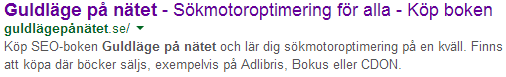 Guldläge på nätet - Sökmotoroptimering för alla - Köp boken
guldlägepånätet.se/
Köp SEO-boken Guldläge på nätet och lär dig sökmotoroptimering på en kväll. Finns
att köpa där böcker säljs, exempelvis på Adlibris, Bokus eller CDON.